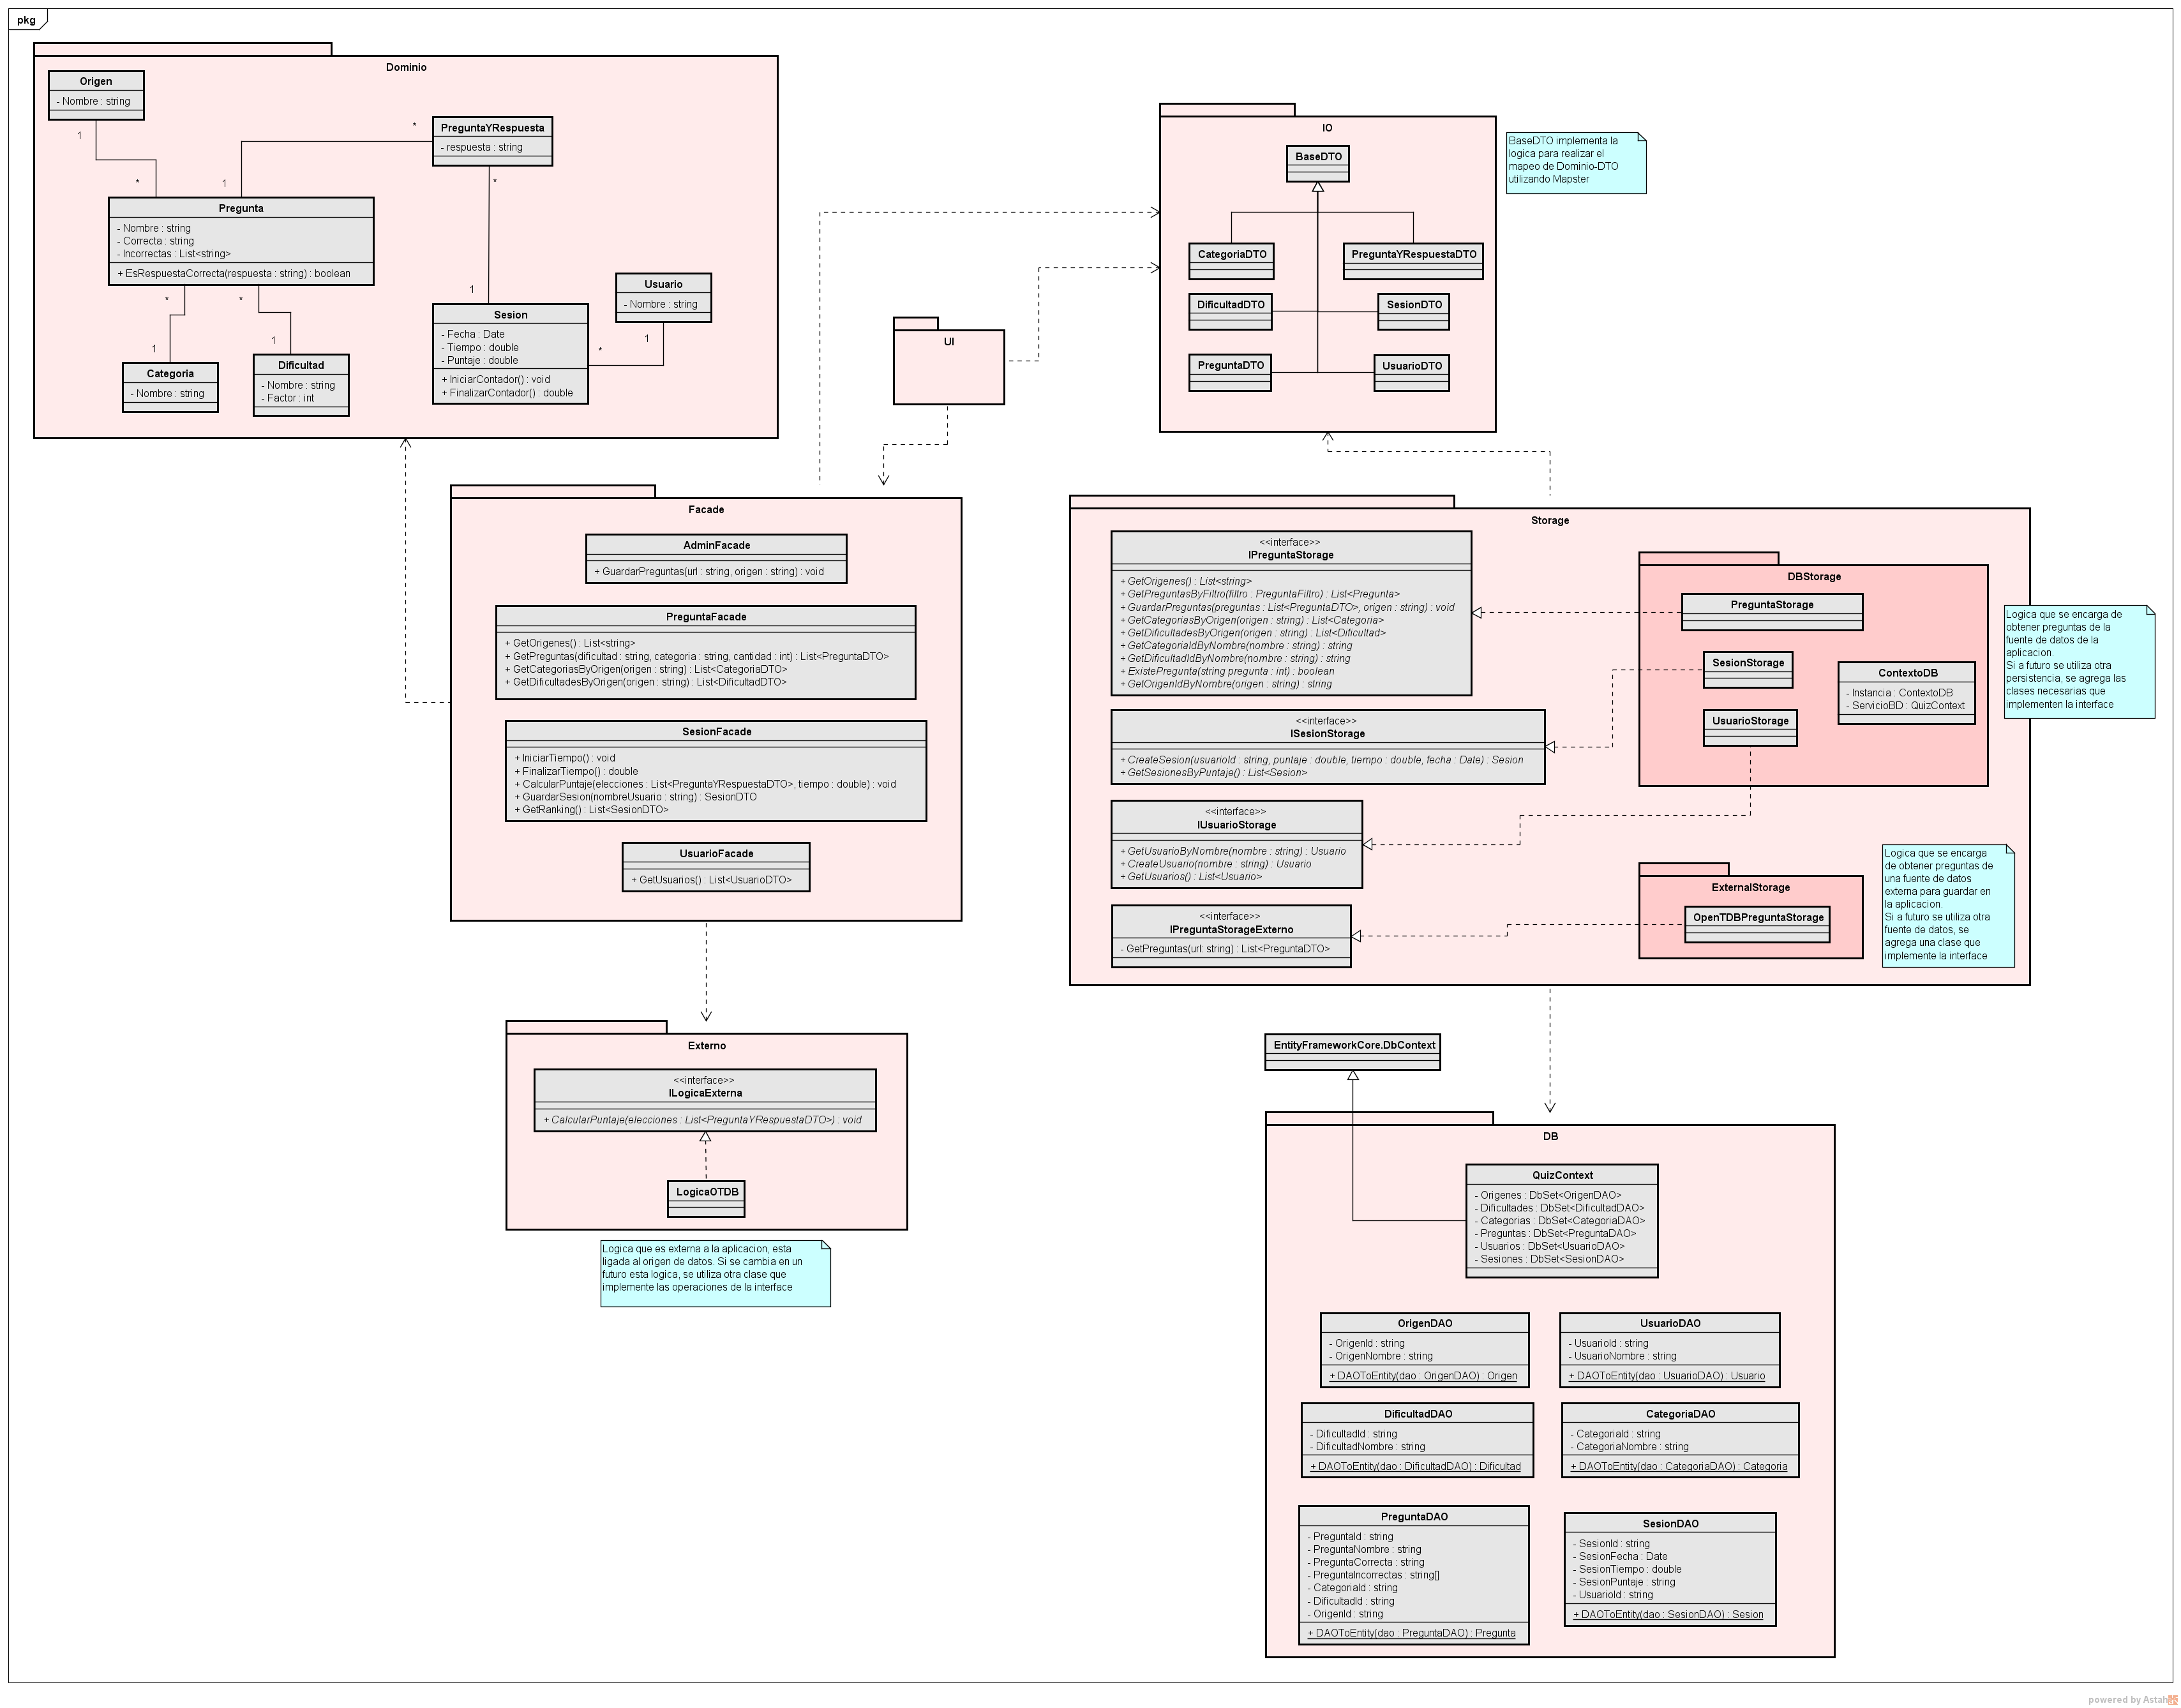 pkg
Dominio
Origen
- Nombre : string
1
*
PreguntaYRespuesta
- respuesta : string
*
1
Pregunta
- Nombre : string
- Correcta : string
- Incorrectas : List<string>
+ EsRespuestaCorrecta(respuesta : string) : boolean
*
*
1
1
Categoria
- Nombre : string
Dificultad
- Nombre : string
- Factor : int
*
1
Sesion
- Fecha : Date
- Tiempo : double
- Puntaje : double
+ IniciarContador() : void
+ FinalizarContador() : double
Usuario
- Nombre : string
1
*
UI
IO
BaseDTO
CategoriaDTO
PreguntaYRespuestaDTO
DificultadDTO
SesionDTO
PreguntaDTO
UsuarioDTO
BaseDTO implementa la
logica para realizar el
mapeo de Dominio-DTO
utilizando Mapster
Facade
AdminFacade
+ GuardarPreguntas(url : string, origen : string) : void
PreguntaFacade
+ GetOrigenes() : List<string>
+ GetPreguntas(dificultad : string, categoria : string, cantidad : int) : List<PreguntaDTO>
+ GetCategoriasByOrigen(origen : string) : List<CategoriaDTO>
+ GetDificultadesByOrigen(origen : string) : List<DificultadDTO>
SesionFacade
+ IniciarTiempo() : void
+ FinalizarTiempo() : double
+ CalcularPuntaje(elecciones : List<PreguntaYRespuestaDTO>, tiempo : double) : void
+ GuardarSesion(nombreUsuario : string) : SesionDTO
+ GetRanking() : List<SesionDTO>
UsuarioFacade
+ GetUsuarios() : List<UsuarioDTO>
Storage
<<interface>>
IPreguntaStorage
+ GetOrigenes() : List<string>
+ GetPreguntasByFiltro(filtro : PreguntaFiltro) : List<Pregunta>
+ GuardarPreguntas(preguntas : List<PreguntaDTO>, origen : string) : void
+ GetCategoriasByOrigen(origen : string) : List<Categoria>
+ GetDificultadesByOrigen(origen : string) : List<Dificultad>
+ GetCategoriaIdByNombre(nombre : string) : string
+ GetDificultadIdByNombre(nombre : string) : string
+ ExistePregunta(string pregunta : int) : boolean
+ GetOrigenIdByNombre(origen : string) : string
<<interface>>
ISesionStorage
+ CreateSesion(usuarioId : string, puntaje : double, tiempo : double, fecha : Date) : Sesion
+ GetSesionesByPuntaje() : List<Sesion>
<<interface>>
IUsuarioStorage
+ GetUsuarioByNombre(nombre : string) : Usuario
+ CreateUsuario(nombre : string) : Usuario
+ GetUsuarios() : List<Usuario>
<<interface>>
IPreguntaStorageExterno
- GetPreguntas(url: string) : List<PreguntaDTO>
DBStorage
PreguntaStorage
SesionStorage
UsuarioStorage
ContextoDB
- Instancia : ContextoDB
- ServicioBD : QuizContext
Logica que se encarga de
obtener preguntas de la
fuente de datos de la
aplicacion.
Si a futuro se utiliza otra
persistencia, se agrega las
clases necesarias que
implementen la interface
ExternalStorage
OpenTDBPreguntaStorage
Logica que se encarga
de obtener preguntas de
una fuente de datos
externa para guardar en
la aplicacion.
Si a futuro se utiliza otra
fuente de datos, se
agrega una clase que
implemente la interface
Externo
<<interface>>
ILogicaExterna
+ CalcularPuntaje(elecciones : List<PreguntaYRespuestaDTO>) : void
LogicaOTDB
Logica que es externa a la aplicacion, esta
ligada al origen de datos. Si se cambia en un
futuro esta logica, se utiliza otra clase que
implemente las operaciones de la interface
EntityFrameworkCore.DbContext
DB
QuizContext
- Origenes : DbSet<OrigenDAO>
- Dificultades : DbSet<DificultadDAO>
- Categorias : DbSet<CategoriaDAO>
- Preguntas : DbSet<PreguntaDAO>
- Usuarios : DbSet<UsuarioDAO>
- Sesiones : DbSet<SesionDAO>
OrigenDAO
- OrigenId : string
- OrigenNombre : string
+ DAOToEntity(dao : OrigenDAO) : Origen
UsuarioDAO
- UsuarioId : string
- UsuarioNombre : string
+ DAOToEntity(dao : UsuarioDAO) : Usuario
DificultadDAO
- DificultadId : string
- DificultadNombre : string
+ DAOToEntity(dao : DificultadDAO) : Dificultad
CategoriaDAO
- CategoriaId : string
- CategoriaNombre : string
+ DAOToEntity(dao : CategoriaDAO) : Categoria
PreguntaDAO
- PreguntaId : string
- PreguntaNombre : string
- PreguntaCorrecta : string
- PreguntaIncorrectas : string[]
- CategoriaId : string
- DificultadId : string
- OrigenId : string
+ DAOToEntity(dao : PreguntaDAO) : Pregunta
SesionDAO
- SesionId : string
- SesionFecha : Date
- SesionTiempo : double
- SesionPuntaje : string
- UsuarioId : string
+ DAOToEntity(dao : SesionDAO) : Sesion
powered by Astah